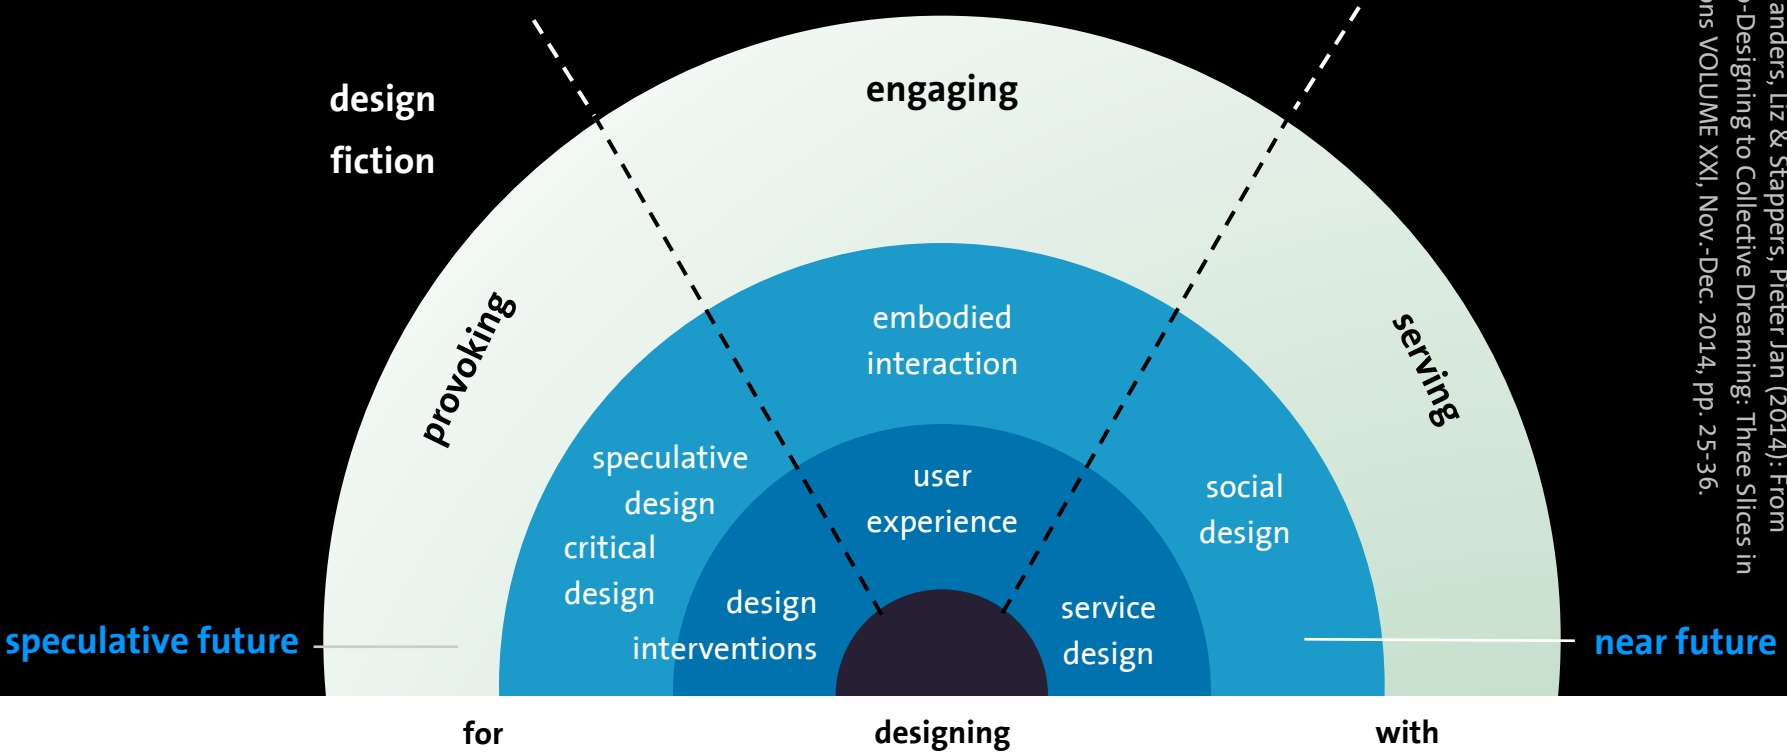 design
fiction
engaging
provoking
serving
embodied
interaction
speculative
design
critical
design
user
experience
social
design
design
interventions
service
design
speculative future
near future
for
designing
with
Liz & Stappers, Pieter Jan (2014): From
-Designing to Collective Dreaming: Three Slices in
VOLUME XXI, Nov.-Dec. 2014, pp. 25-36.